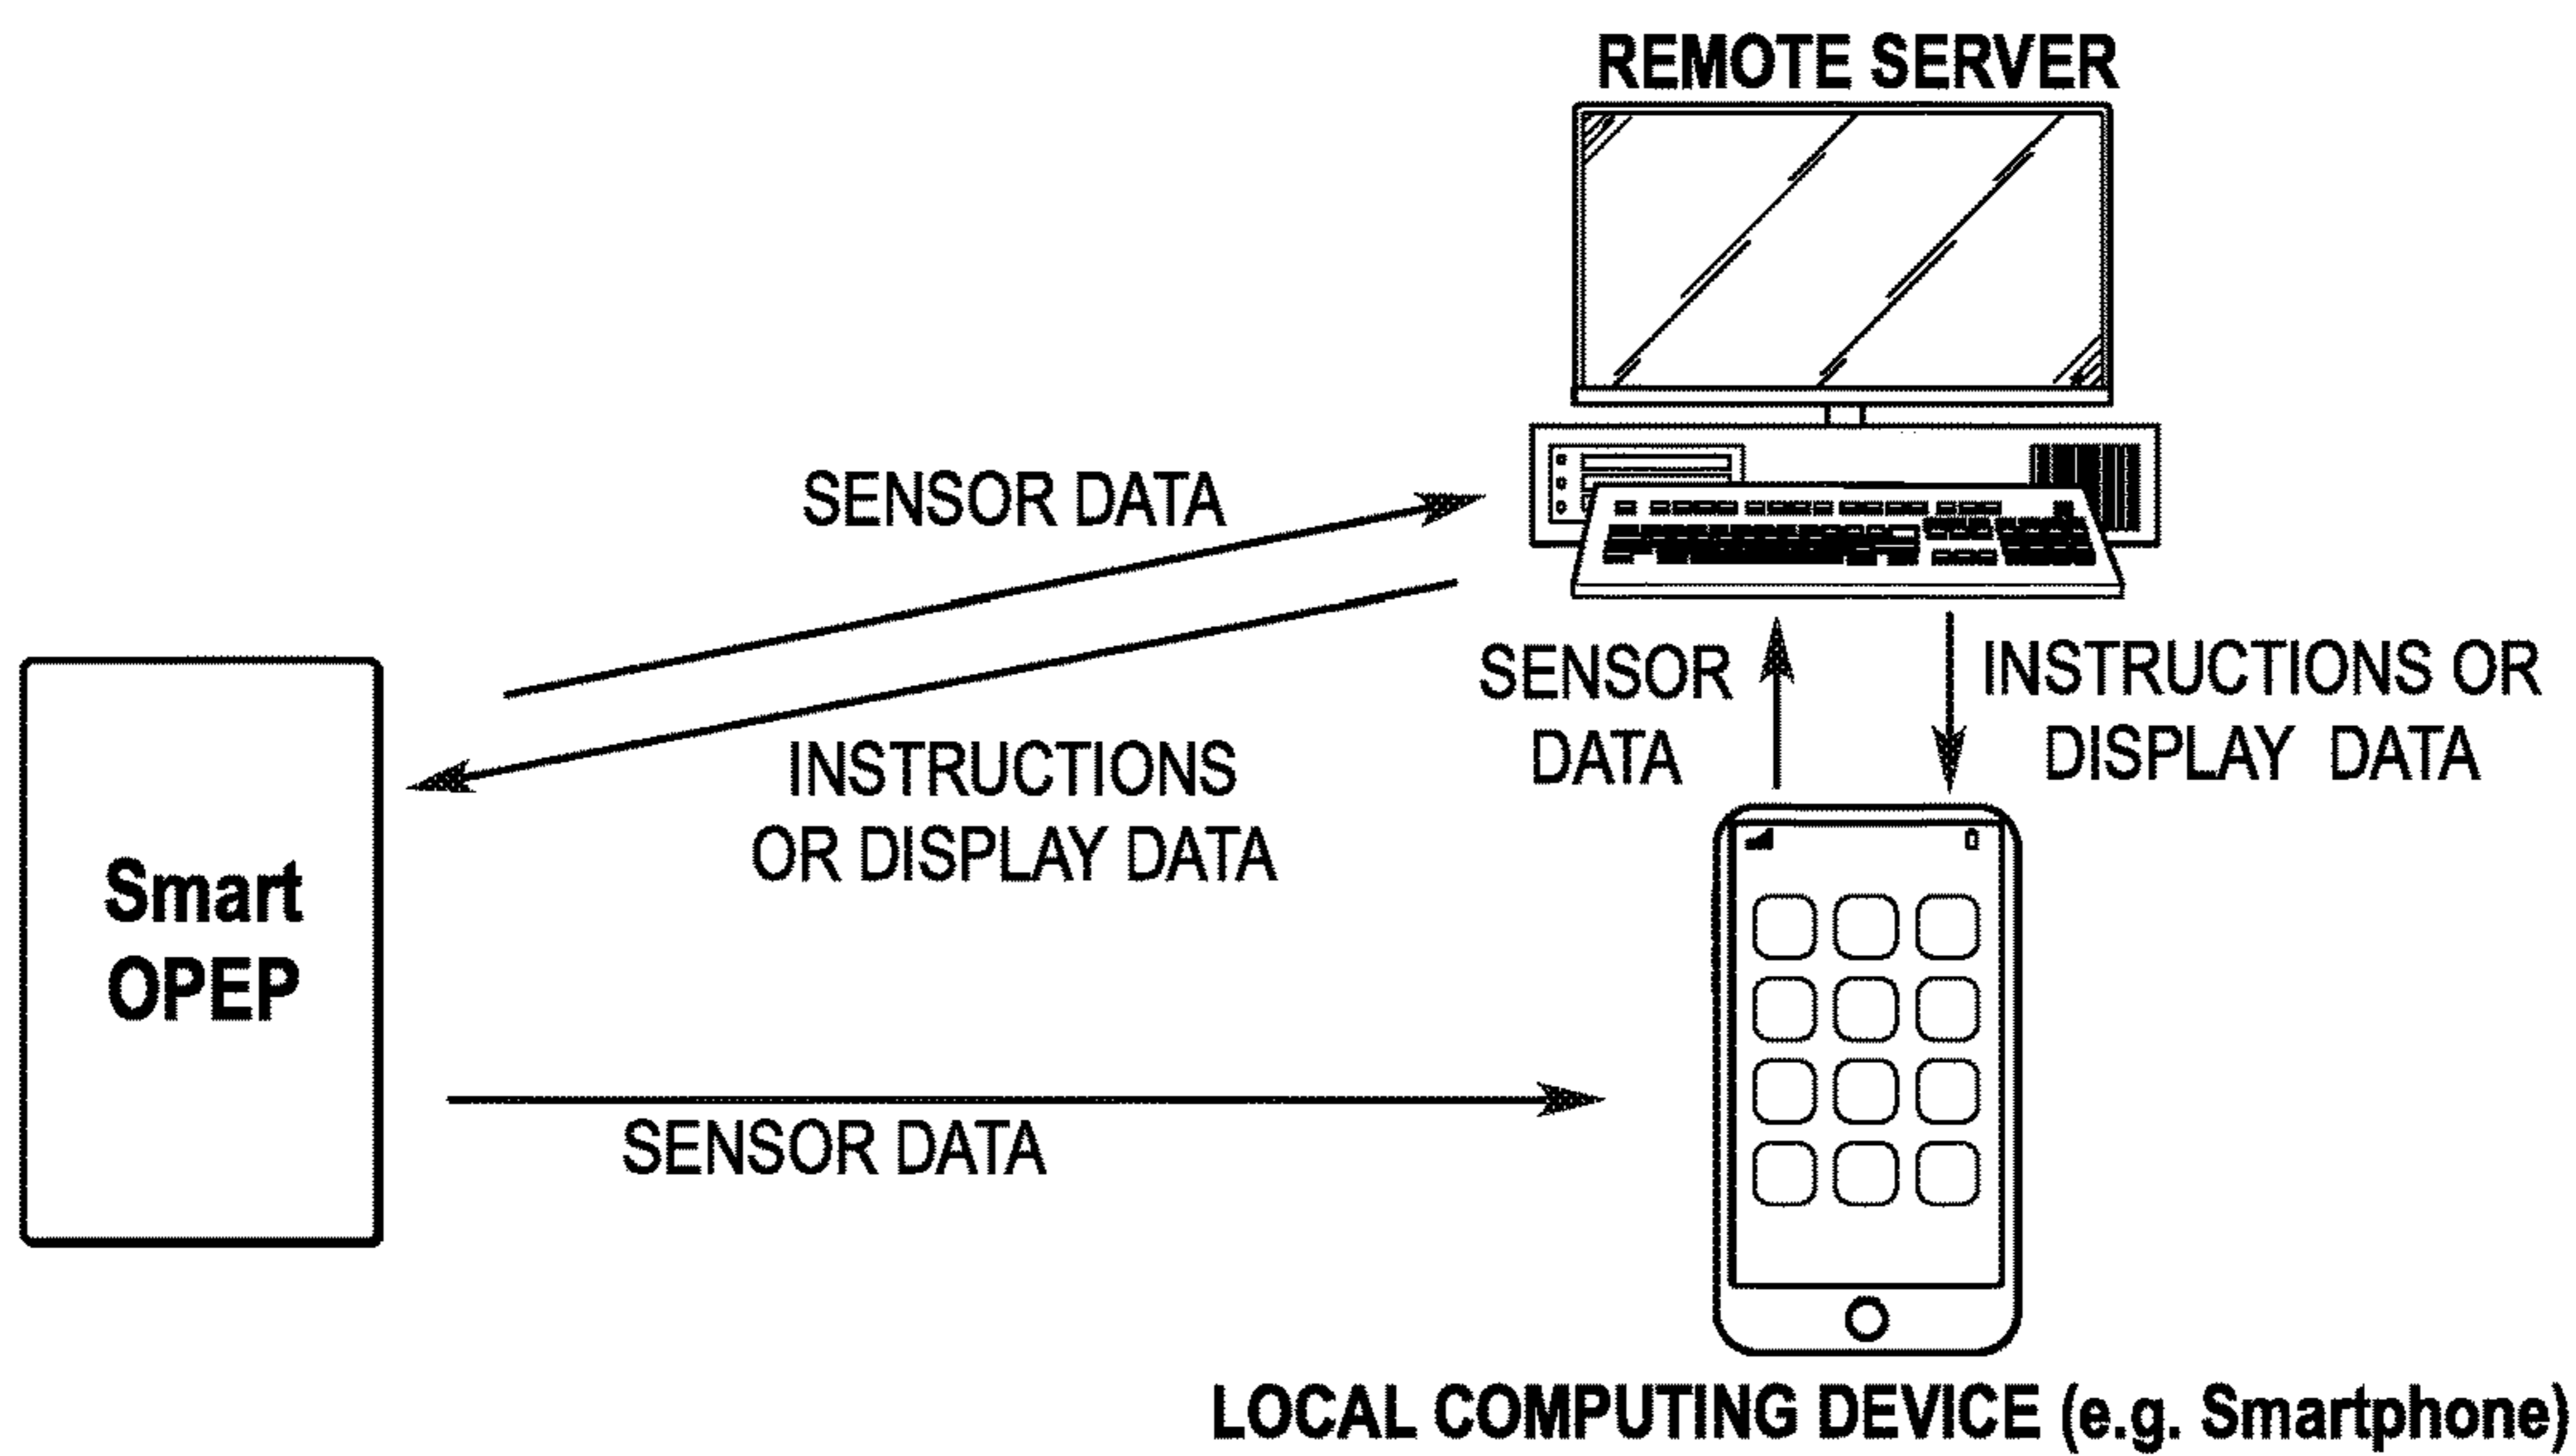 REMOTE SERVER
SENSOR DATA
INSTRUCTIONS
OR DISPLAY DATA
SENSOR
DATA
INSTRUCTIONS OR
DISPLAY DATA
Smart
OPEP
SENSOR DATA
LOCAL COMPUTING DEVICE (e.g. Smartphone)